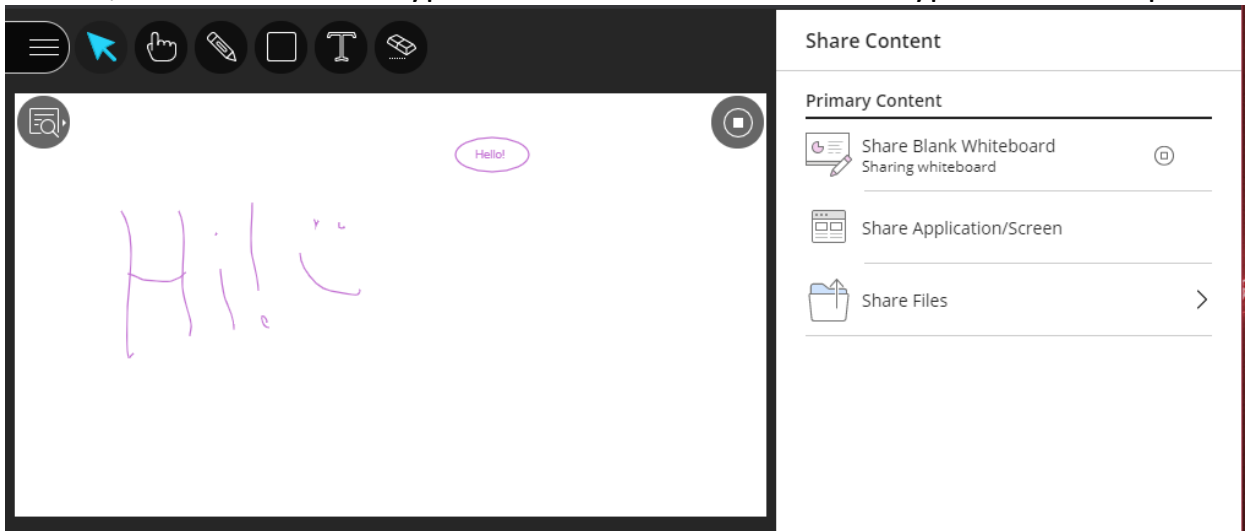 Share Content
Primary Content
Share Blank Whiteboard
Sharing whiteboard
Share Application/Screen
Share Files
T
Hello!
Hi!